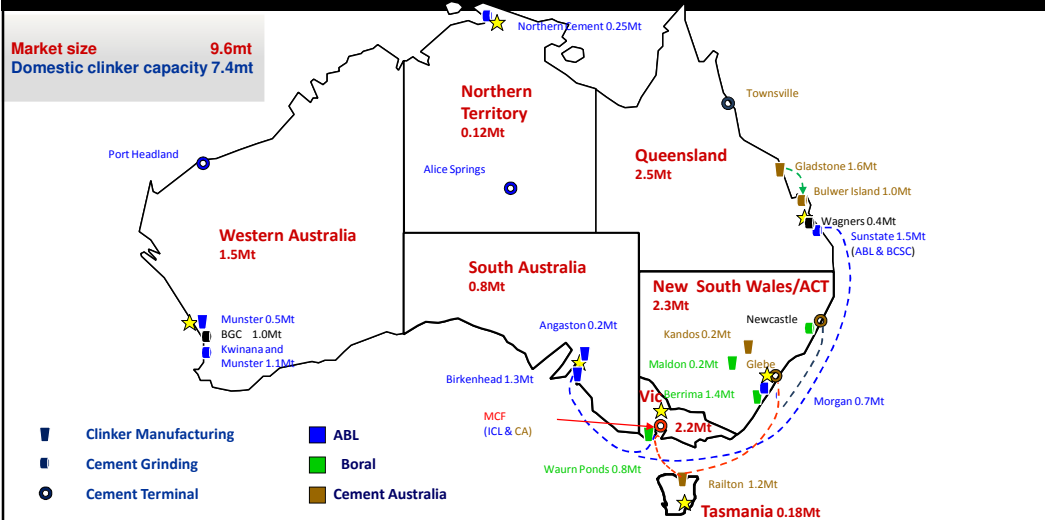 Market size 9.6mt
Domestic clinker capacity 7.4mt
Northern Cement 0.25Mt
Northern
Territory
0.12Mt
Townsville
Port Headland
Alice Springs
Queensland
2.5Mt
Gladstone 1.6Mt
Bulwer Island 1.0Mt
Wagners 0.4Mt
Sunstate 1.5Mt
(ABL & BCSC)
Western Australia
1.5Mt
South Australia
0.8Mt
New South Wales/ACT
2.3Mt
Munster 0.5Mt
BGC 1.0Mt
Kwinana and
Munster 1.1Mt
Angaston 0.2Mt
Birkenhead 1.3Mt
Newcastle
Kandos 0.2Mt
Maldon 0.2Mt
Glebe
Berrima 1.4Mt
Morgan 0.7Mt
Vic
2.2Mt
MCF
(ICL & CA)
Waurn Ponds 0.8Mt
Railton 1.2Mt
Tasmania 0.18Mt
Clinker Manufacturing
Cement Grinding
Cement Terminal
ABL
Boral
Cement Australia